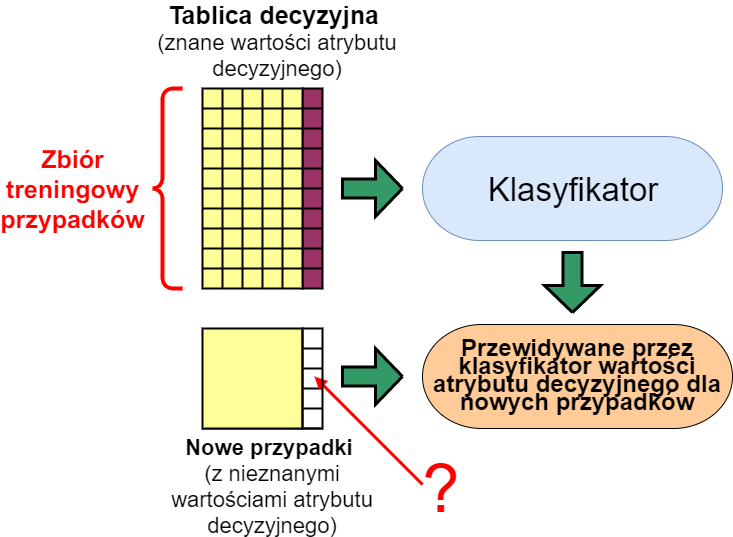 Tablica decyzyjna
(znane wartości atrybutu
decyzyjnego)
Zbiór
treningowy
przypadków
Klasyfikator
Przewidywane przez
klasyfikator wartości
atrybutu decyzyjnego dla
nowych przypadków
Nowe przypadki
(z nieznanymi
wartościami atrybutu
decyzyjnego)
?